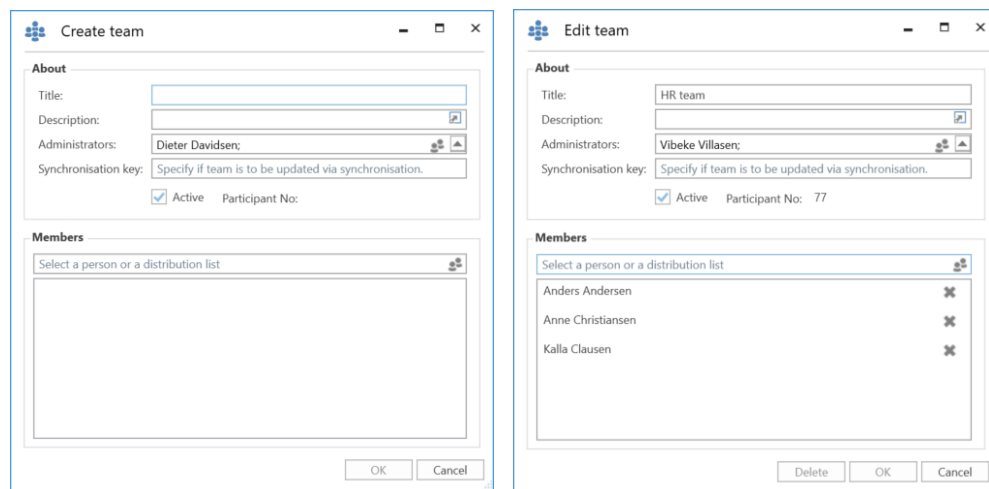 Create team
About
Title:
Description:
Administrators: Dieter Davidsen;
Synchronisation key: Specify if team is to be updated via synchronisation.
Active Participant No:
Members
Select a person or a distribution list
OK Cancel
Edit team
About
Title: HR team
Description:
Administrators: Vibeke Villasen;
Synchronisation key: Specify if team is to be updated via synchronisation.
Active Participant No: 77
Members
Select a person or a distribution list
Anders Andersen
Anne Christiansen
Kalla Clausen
Delete OK Cancel